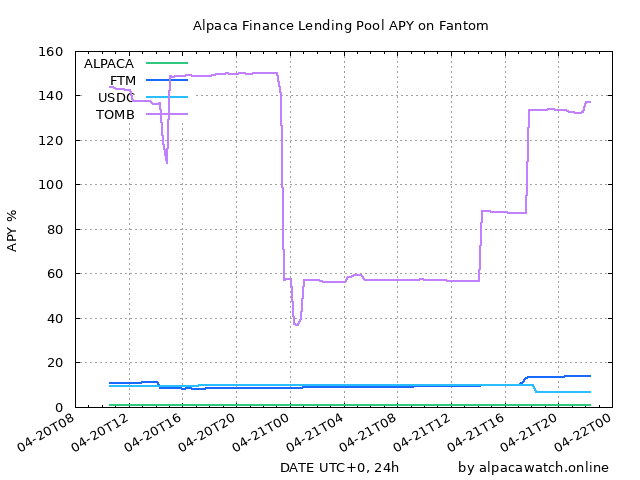 Alpaca Finance Lending Pool APY on Fantom
APY %
160
140
120
100
80
60
40
20
0
ALPACA
FTM
USDC
TOMB
04-20T08
04-20T12
04-20T16
04-20T20
04-21T00
04-21T04
04-21T08
04-21T12
04-21T16
04-21T20
04-22T00
DATE UTC+0, 24h
by alpacawatch.online